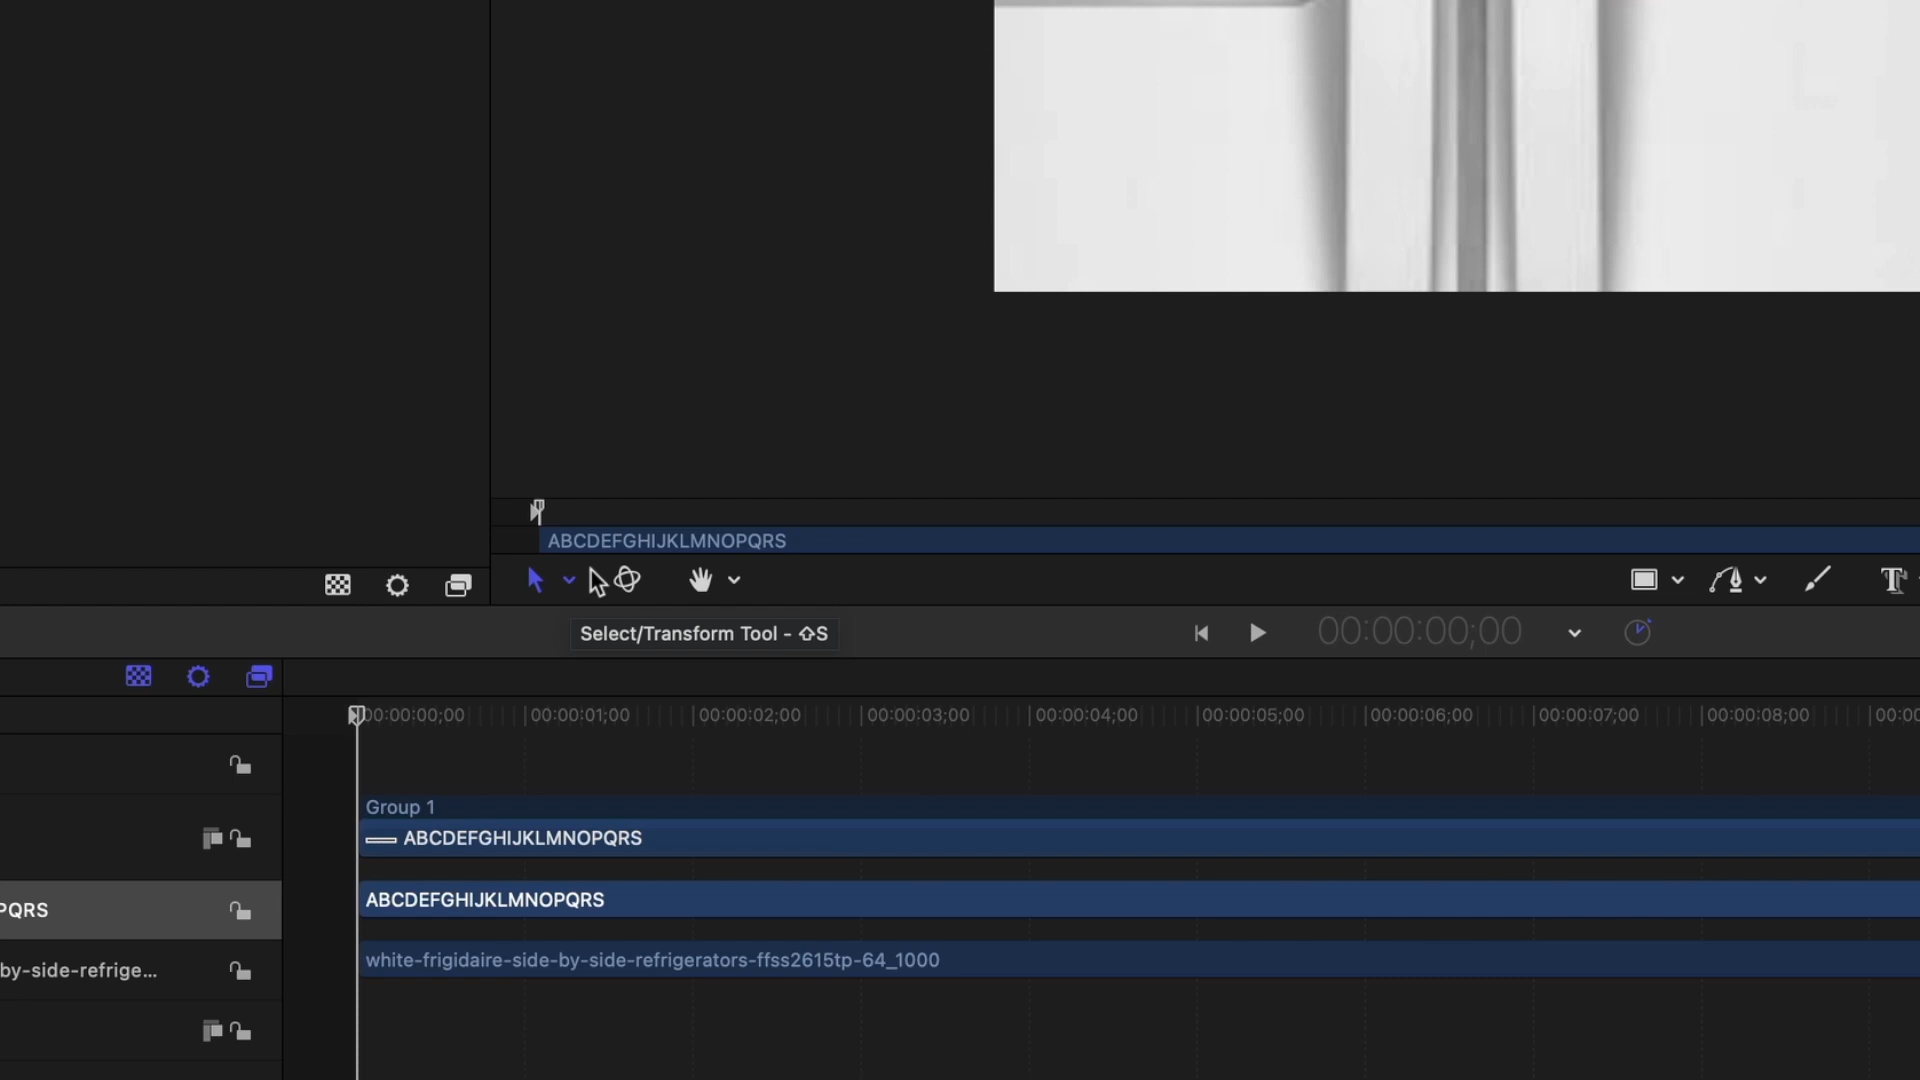 ABCDEFGHIJKLMNOPQRS
Select/Transform Tool - ⇧S
00:00:00;00
00:00:00;00 00:00:01;00 00:00:02;00 00:00:03;00 00:00:04;00 00:00:05;00 00:00:06;00 00:00:07;00 00:00:08;00 00:00
Group 1
ABCDEFGHIJKLMNOPQRS
PQRS
ABCDEFGHIJKLMNOPQRS
by-side-refrige...
white-frigidaire-side-by-side-refrigerators-ffss2615tp-64_1000